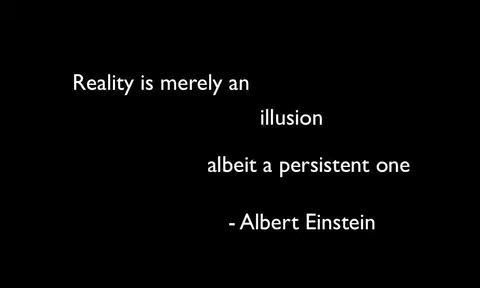 Reality is merely an
illusion
albeit a persistent one
- Albert Einstein